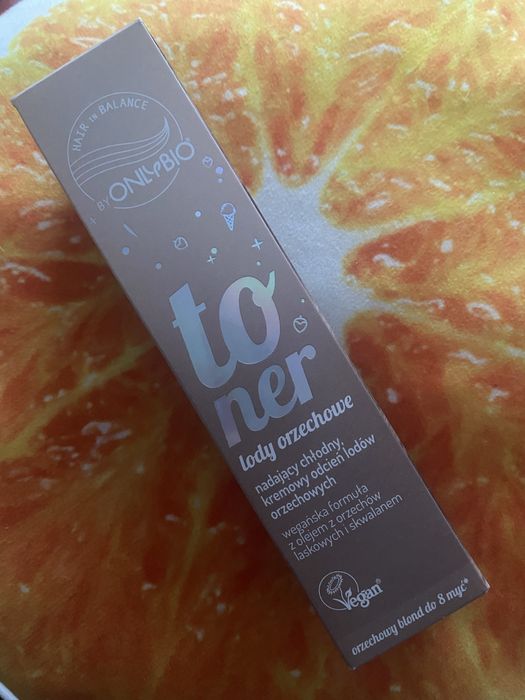 HAIR IN BALANCE
BY ONLYBIO
to
ner
lody orzechowe
nadający chłodny,
kremowy odcień lodów
orzechowych
wegańska formuła
z olejem z orzechów
laskowych i skwalanem
Vegan
orzechowy blond do 8 myć*